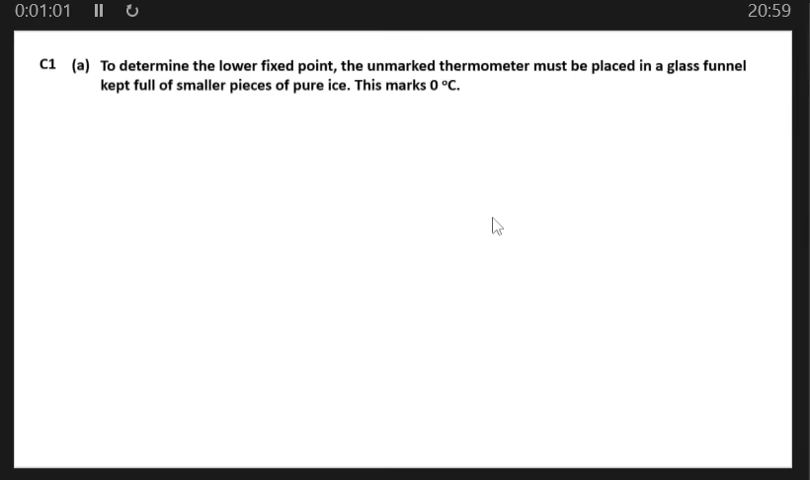 0:01:01 20:59
C1 (a) To determine the lower fixed point, the unmarked thermometer must be placed in a glass funnel
kept full of smaller pieces of pure ice. This marks 0 ºC.